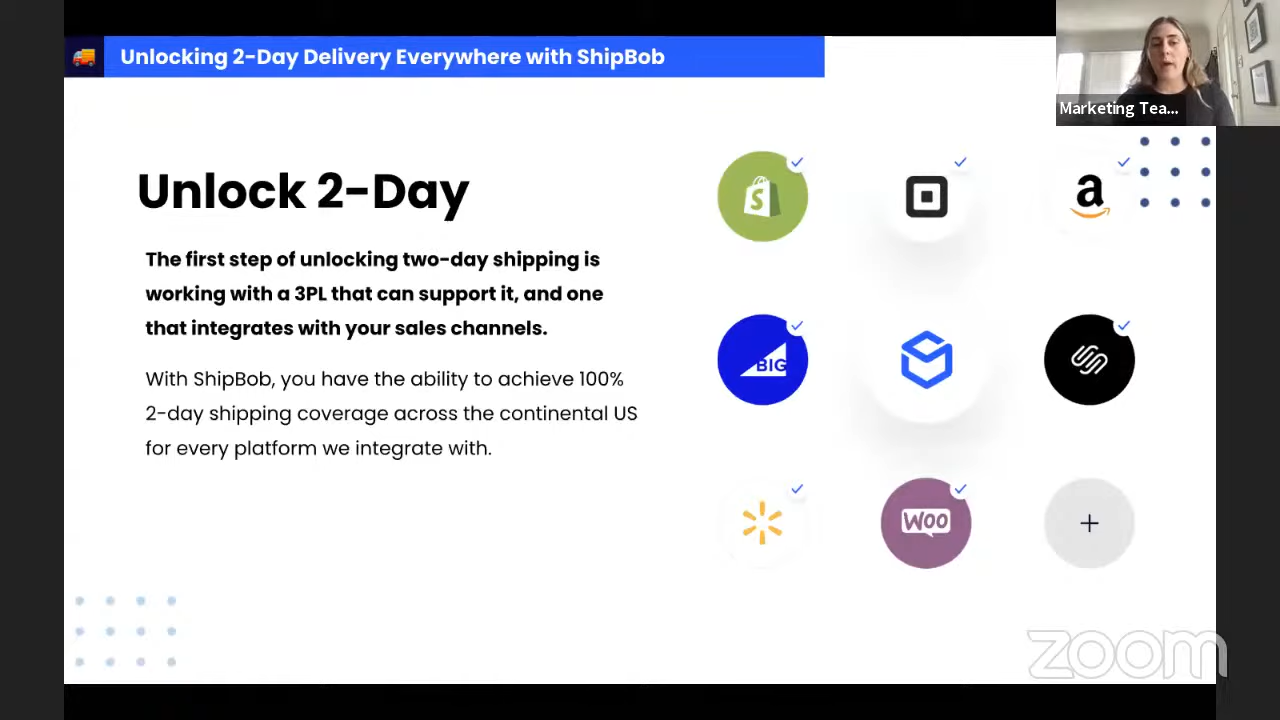 Unlocking 2-Day Delivery Everywhere with ShipBob
Marketing Tea...
Unlock 2-Day
The first step of unlocking two-day shipping is
working with a 3PL that can support it, and one
that integrates with your sales channels.
With ShipBob, you have the ability to achieve 100%
2-day shipping coverage across the continental US
for every platform we integrate with.
S
a
BIG
WOO
+
zoom